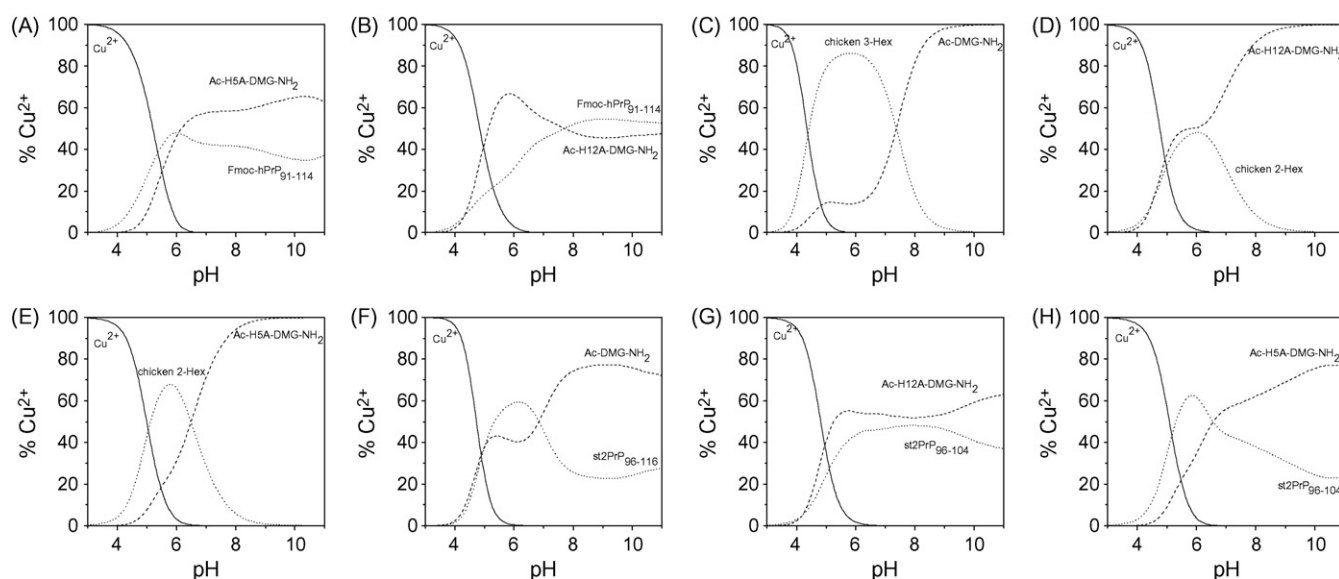 (A)
% Cu2+
100
80
60
40
20
0
Cu2+
Ac-H5A-DMG-NH2
Fmoc-hPrP91-114
4 6 8 10
pH
(B)
% Cu2+
100
80
60
40
20
0
Cu2+
Fmoc-hPrP91-114
Ac-H12A-DMG-NH2
4 6 8 10
pH
(C)
% Cu2+
100
80
60
40
20
0
Cu2+
chicken 3-Hex
Ac-DMG-NH2
4 6 8 10
pH
(D)
% Cu2+
100
80
60
40
20
0
Cu2+
Ac-H12A-DMG-NH2
chicken 2-Hex
4 6 8 10
pH
(E)
% Cu2+
100
80
60
40
20
0
Cu2+
Ac-H5A-DMG-NH2
chicken 2-Hex
4 6 8 10
pH
(F)
% Cu2+
100
80
60
40
20
0
Cu2+
Ac-DMG-NH2
st2PrP96-116
4 6 8 10
pH
(G)
% Cu2+
100
80
60
40
20
0
Cu2+
Ac-H12A-DMG-NH2
st2PrP96-104
4 6 8 10
pH
(H)
% Cu2+
100
80
60
40
20
0
Cu2+
Ac-H5A-DMG-NH2
st2PrP96-104
4 6 8 10
pH